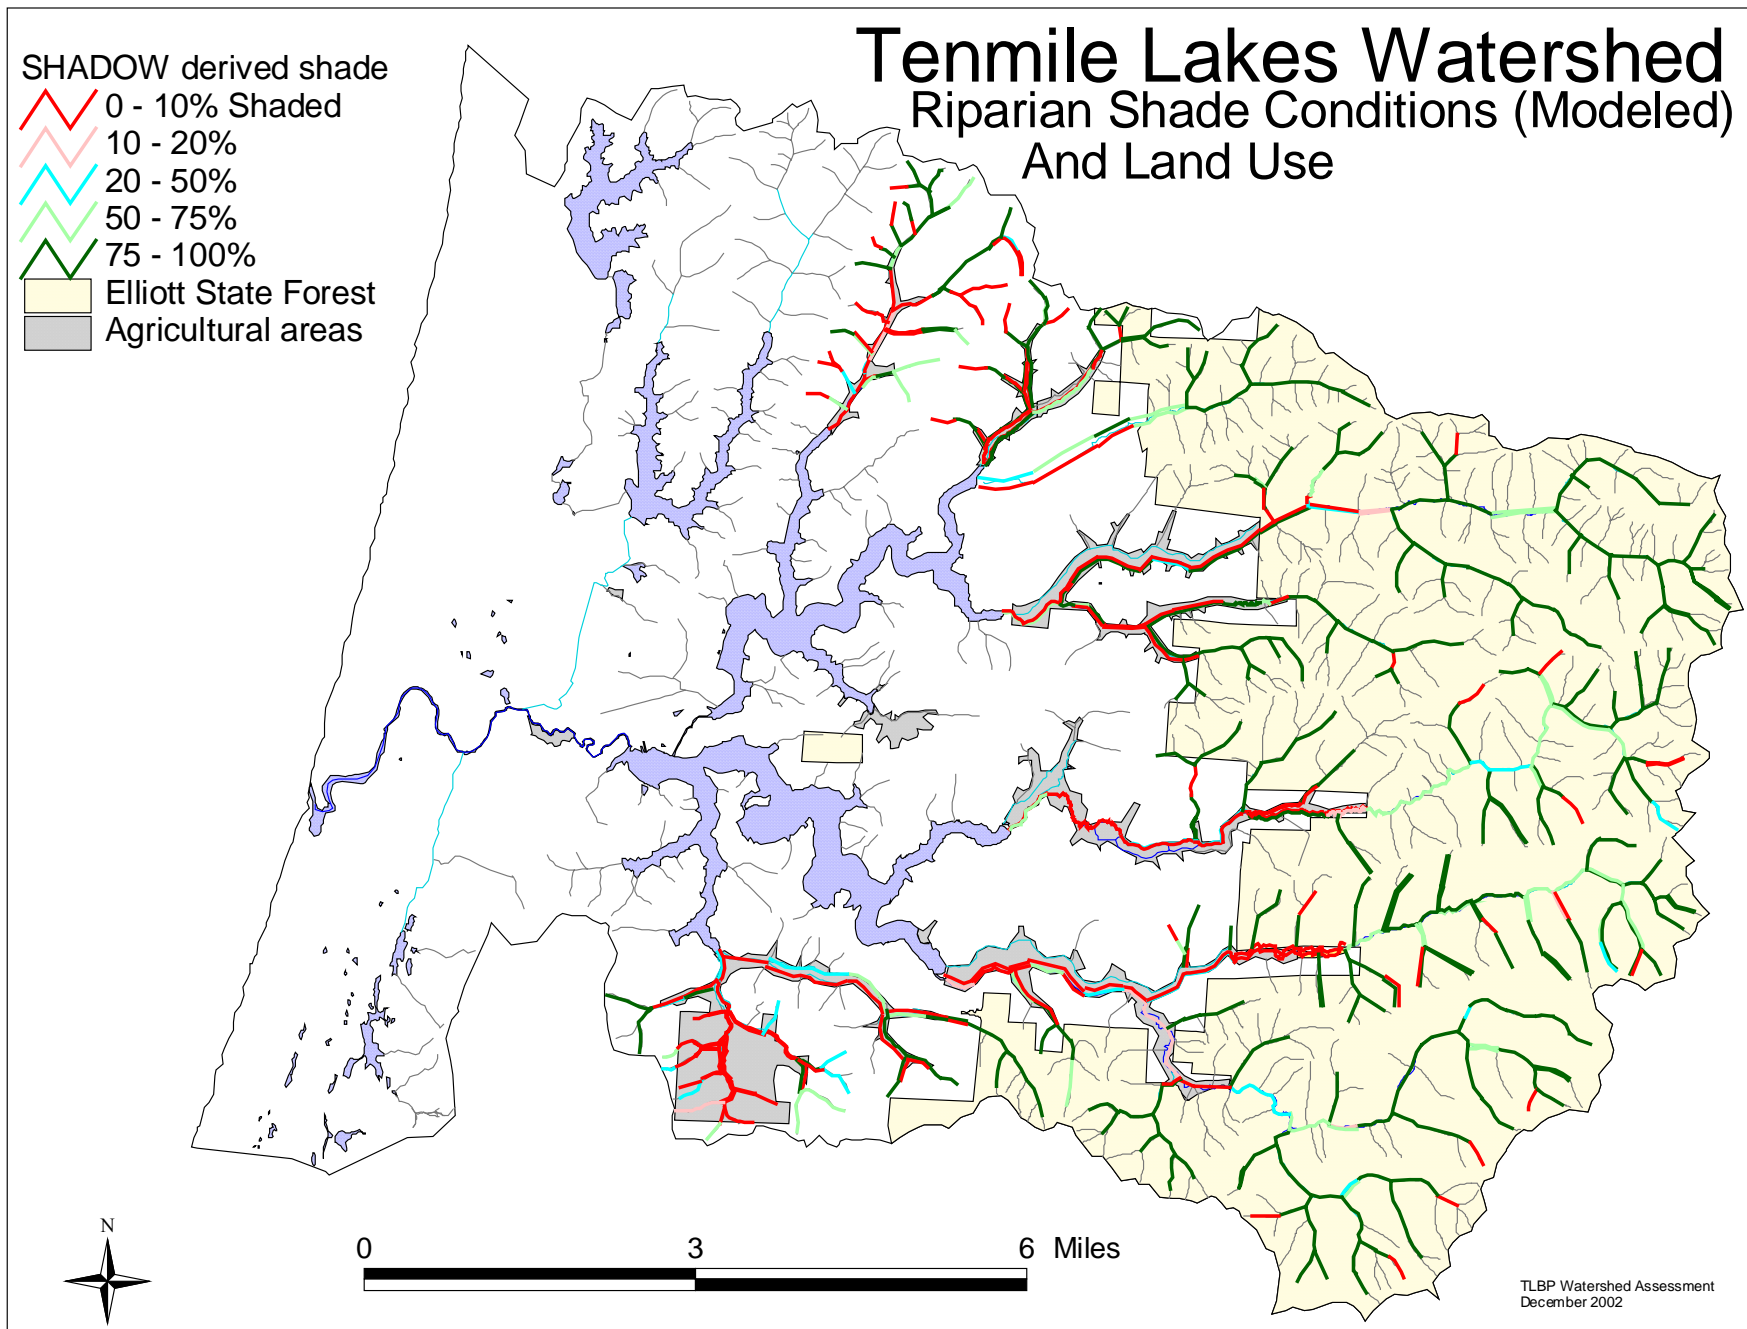 Tenmile Lakes Watershed
Riparian Shade Conditions (Modeled)
And Land Use
SHADOW derived shade
0 - 10% Shaded
10 - 20%
20 - 50%
50 - 75%
75 - 100%
Elliott State Forest
Agricultural areas
N
0 3 6 Miles
TLBP Watershed Assessment
December 2002